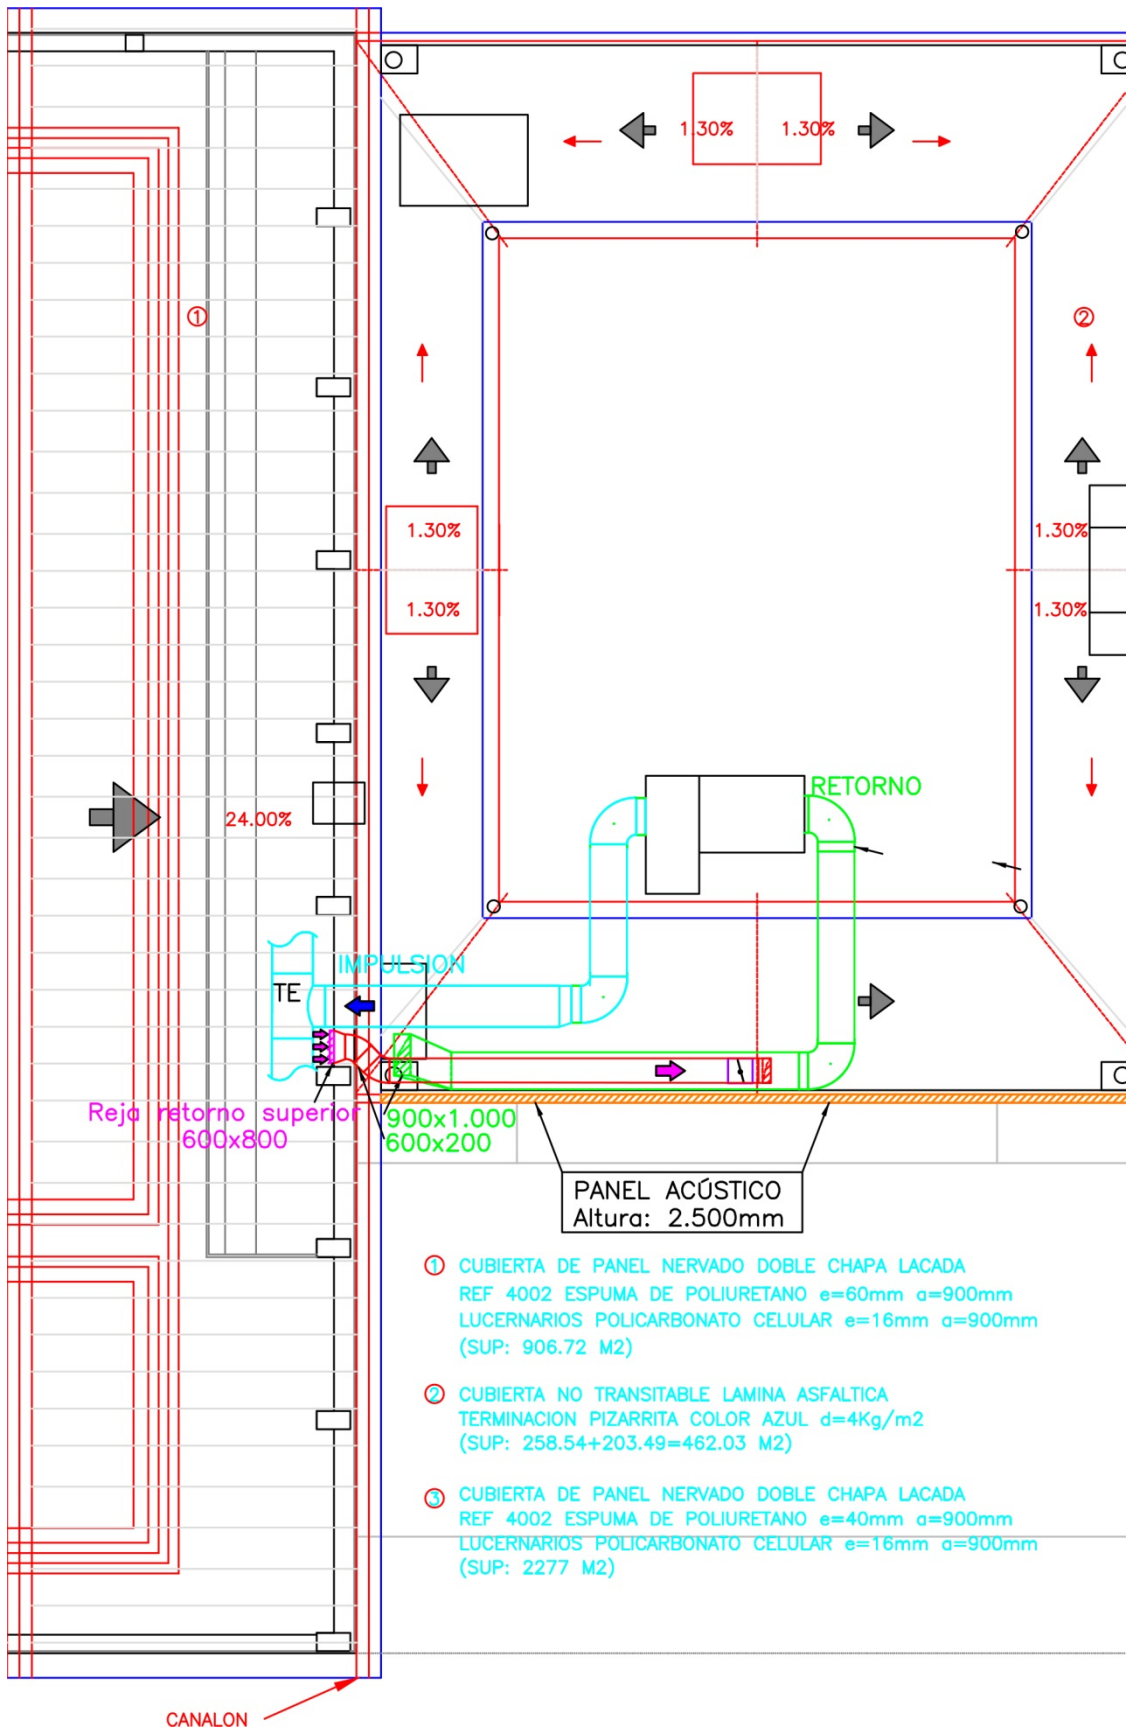 1.30% 1.30%
①
②
1.30%
1.30%
1.30%
1.30%
RETORNO
24.00%
IMPULSION
TE
Reja retorno superior
600x800
900x1.000
600x200
PANEL ACÚSTICO
Altura: 2.500mm
① CUBIERTA DE PANEL NERVADO DOBLE CHAPA LACADA
REF 4002 ESPUMA DE POLIURETANO e=60mm a=900mm
LUCERNARIOS POLICARBONATO CELULAR e=16mm a=900mm
(SUP: 906.72 M2)
② CUBIERTA NO TRANSITABLE LAMINA ASFALTICA
TERMINACION PIZARRITA COLOR AZUL d=4Kg/m2
(SUP: 258.54+203.49=462.03 M2)
③ CUBIERTA DE PANEL NERVADO DOBLE CHAPA LACADA
REF 4002 ESPUMA DE POLIURETANO e=40mm a=900mm
LUCERNARIOS POLICARBONATO CELULAR e=16mm a=900mm
(SUP: 2277 M2)
CANALON